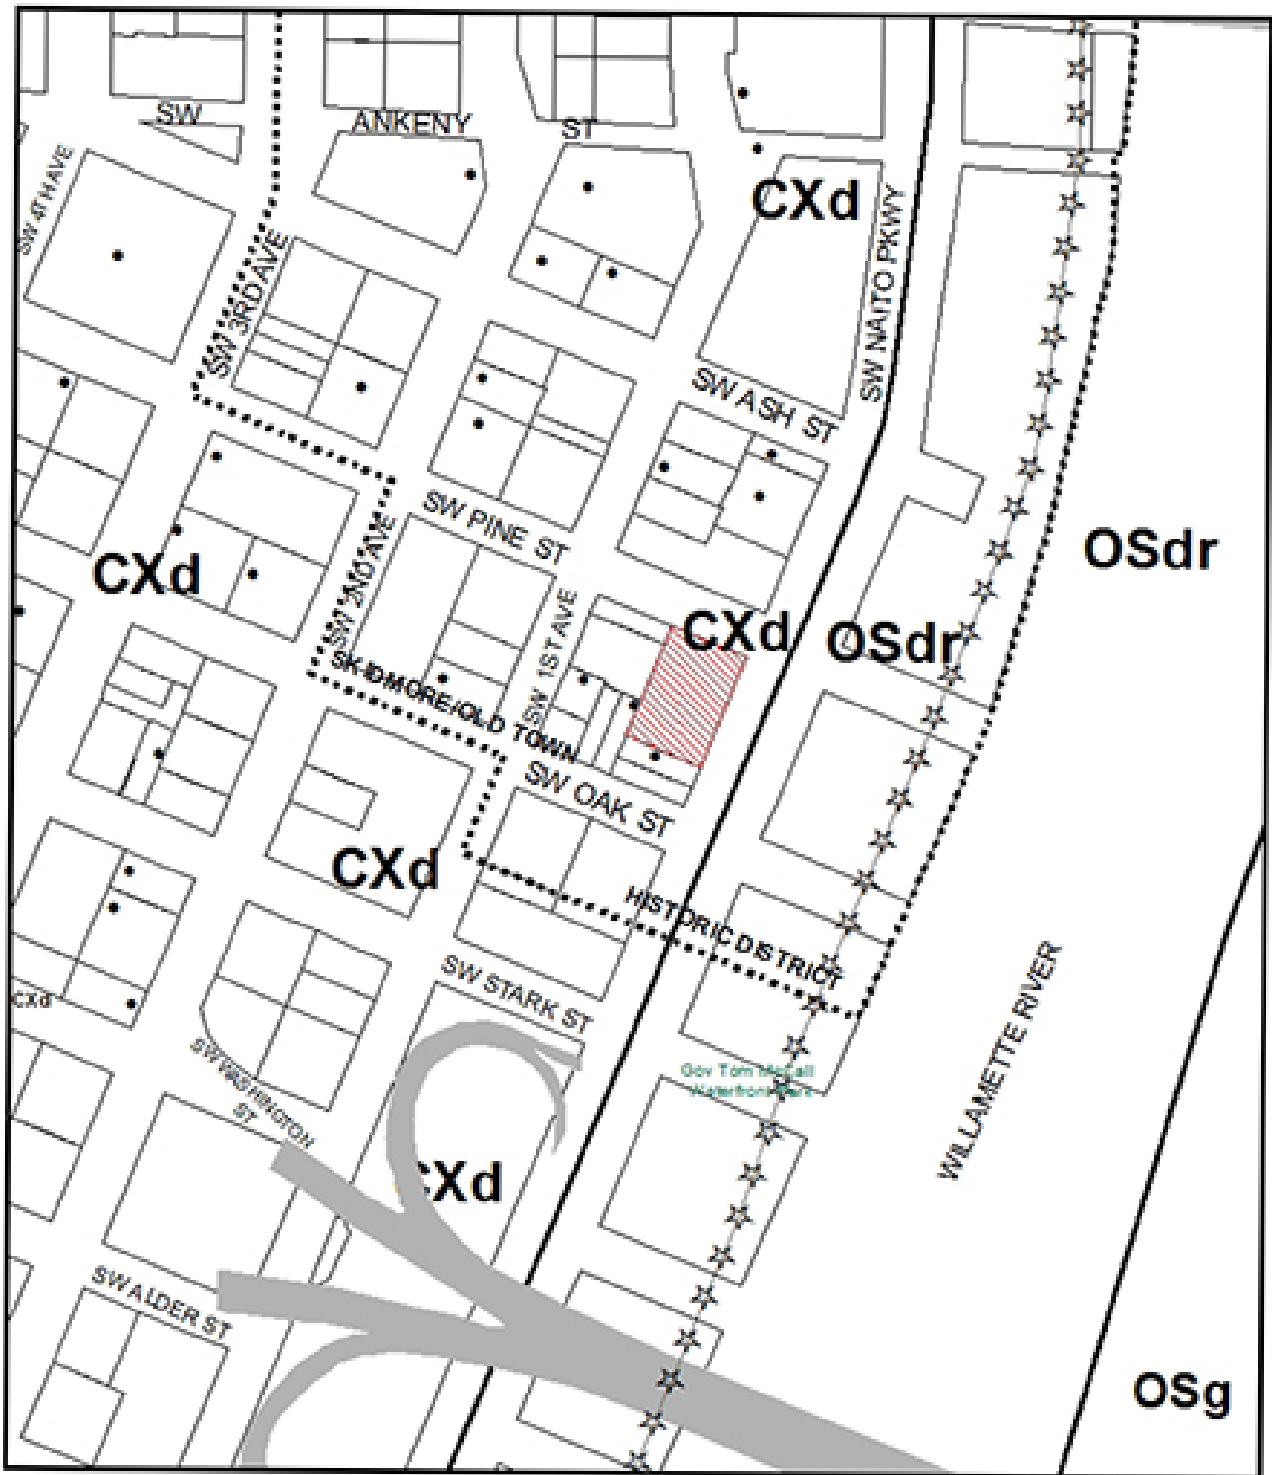 SW ANKENY ST
SW 4TH AVE
CXd
SW NAITO PKWY
SW 3RD AVE
SW ASH ST
SW PINE ST
OSdr
CXd
SW 2ND AVE
CXd
OSdr
SW 1ST AVE
SKIDMORE/OLD TOWN
SW OAK ST
CXd
HISTORIC DISTRICT
SW STARK ST
CXd
WILLAMETTE RIVER
SW WASHINGTON
ST
Gov Tom McCall
Waterfront Park
CXd
SW ALDER ST
OSg